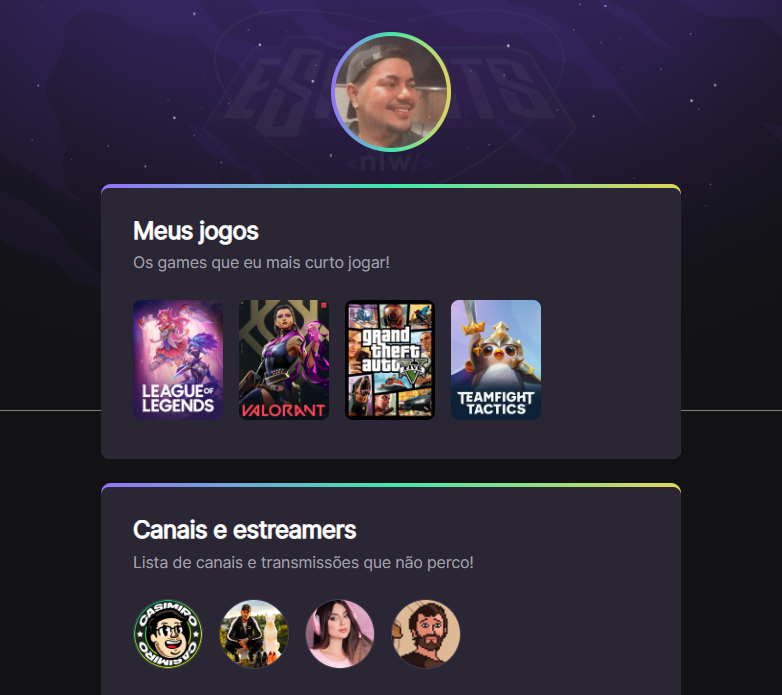 ESPORTS
<nlw/>
Meus jogos
Os games que eu mais curto jogar!
LEAGUE OF
LEGENDS
VALORANT
grand
theft
auto
V
FIVE
TEAMFIGHT
TACTICS
Canais e estreamers
Lista de canais e transmissões que não perco!
CASIMIRO
CASIMIRO